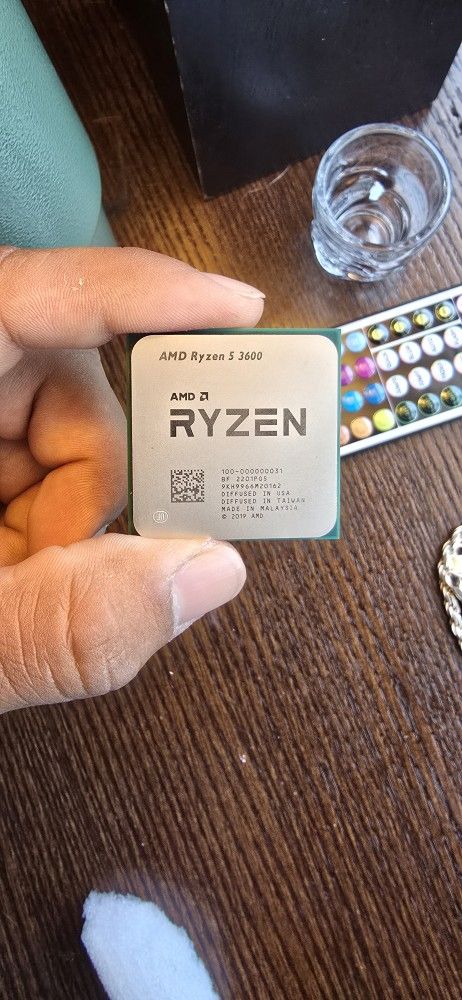 AMD Ryzen 5 3600
AMD
RYZEN
100-000000031
BF 2201PGS
9KH9966M20162
DIFFUSED IN USA
DIFFUSED IN TAIWAN
MADE IN MALAYSIA
© 2019 AMD